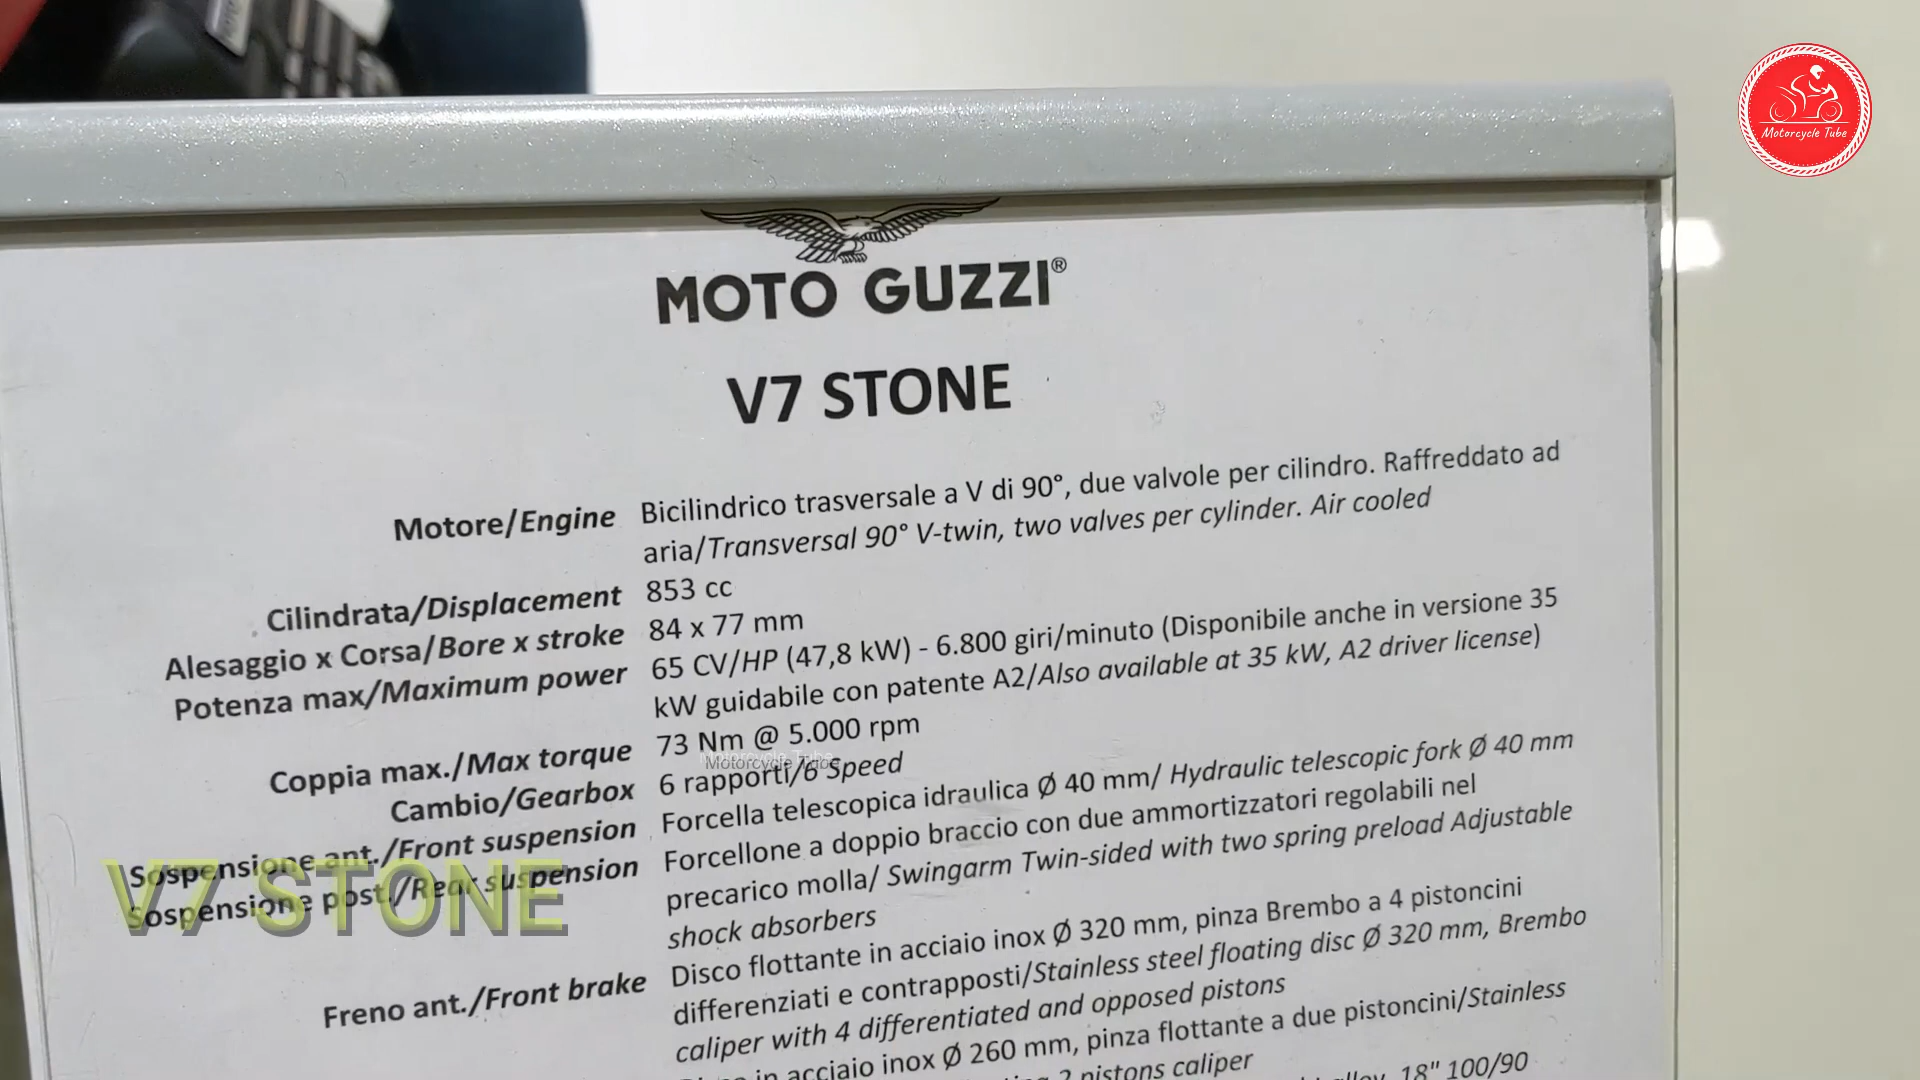 Motorcycle Tube
MOTO GUZZI®
V7 STONE
Motore/Engine Bicilindrico trasversale a V di 90°, due valvole per cilindro. Raffreddato ad
aria/Transversal 90° V-twin, two valves per cylinder. Air cooled
Cilindrata/Displacement 853 cc
Alesaggio x Corsa/Bore x stroke 84 x 77 mm
Potenza max/Maximum power 65 CV/HP (47,8 kW) - 6.800 giri/minuto (Disponibile anche in versione 35
kW guidabile con patente A2/Also available at 35 kW, A2 driver license)
Coppia max./Max torque 73 Nm @ 5.000 rpm
Motorcycle Tube
Cambio/Gearbox 6 rapporti/6 Speed
Sospensione ant./Front suspension Forcella telescopica idraulica Ø 40 mm/ Hydraulic telescopic fork Ø 40 mm
Sospensione post./Rear suspension Forcellone a doppio braccio con due ammortizzatori regolabili nel
precarico molla/ Swingarm Twin-sided with two spring preload Adjustable
shock absorbers
V7 STONE
Freno ant./Front brake Disco flottante in acciaio inox Ø 320 mm, pinza Brembo a 4 pistoncini
differenziati e contrapposti/Stainless steel floating disc Ø 320 mm, Brembo
caliper with 4 differentiated and opposed pistons
in acciaio inox Ø 260 mm, pinza flottante a due pistoncini/Stainless
2 pistons caliper
18" 100/90